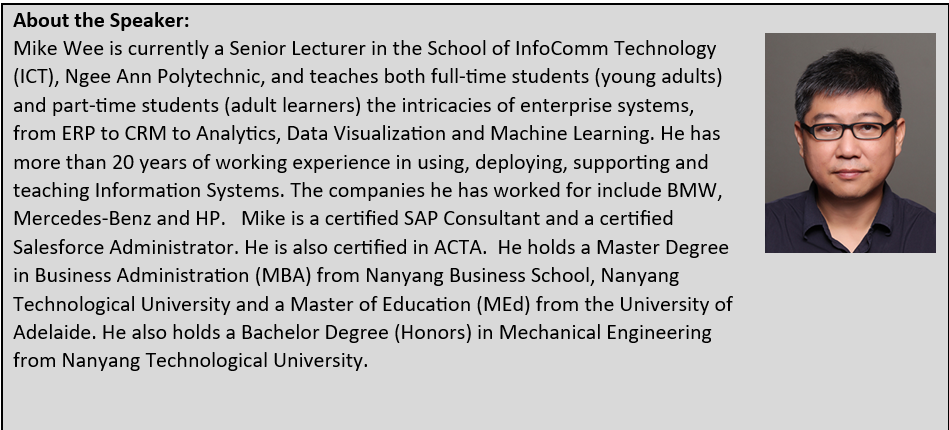 About the Speaker:
Mike Wee is currently a Senior Lecturer in the School of InfoComm Technology
(ICT), Ngee Ann Polytechnic, and teaches both full-time students (young adults)
and part-time students (adult learners) the intricacies of enterprise systems,
from ERP to CRM to Analytics, Data Visualization and Machine Learning. He has
more than 20 years of working experience in using, deploying, supporting and
teaching Information Systems. The companies he has worked for include BMW,
Mercedes-Benz and HP.   Mike is a certified SAP Consultant and a certified
Salesforce Administrator. He is also certified in ACTA.  He holds a Master Degree
in Business Administration (MBA) from Nanyang Business School, Nanyang
Technological University and a Master of Education (MEd) from the University of
Adelaide. He also holds a Bachelor Degree (Honors) in Mechanical Engineering
from Nanyang Technological University.